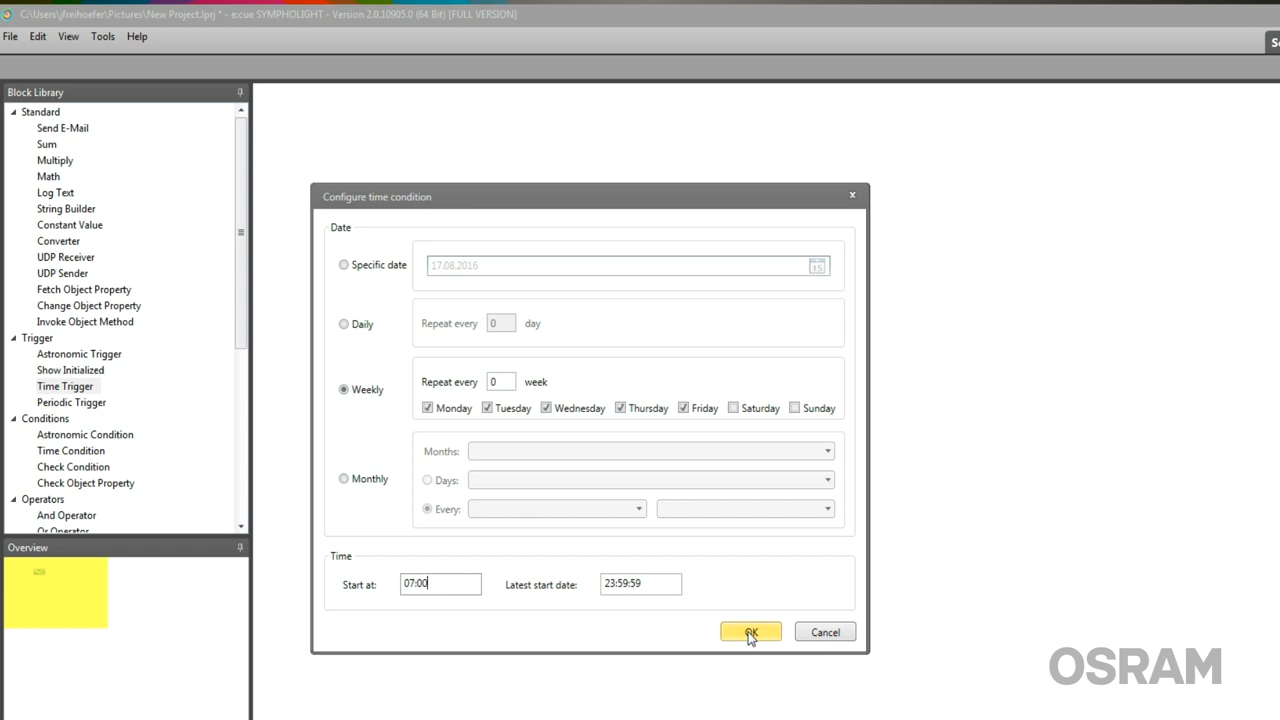 C:\Users\jfreihoefer\Pictures\New Project.lprj * - e:cue SYMPHOLIGHT - Version 2.0.10905.0 (64 Bit) [FULL VERSION]
File Edit View Tools Help
Block Library
Standard
Send E-Mail
Sum
Multiply
Math
Log Text
String Builder
Constant Value
Converter
UDP Receiver
UDP Sender
Fetch Object Property
Change Object Property
Invoke Object Method
Trigger
Astronomic Trigger
Show Initialized
Time Trigger
Periodic Trigger
Conditions
Astronomic Condition
Time Condition
Check Condition
Check Object Property
Operators
And Operator
Or Operator
Overview
Configure time condition
Date
Specific date 17.08.2016 15
Daily Repeat every 0 day
Weekly Repeat every 0 week
Monday Tuesday Wednesday Thursday Friday Saturday Sunday
Monthly Months:
Days:
Every:
Time
Start at: 07:00 Latest start date: 23:59:59
OK Cancel
OSRAM